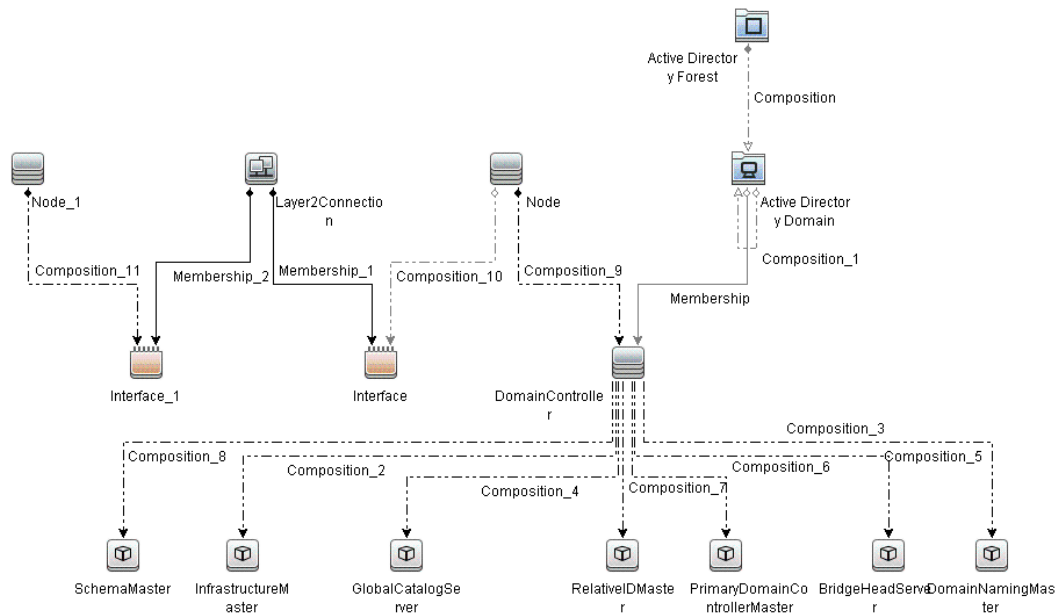 Active Director
y Forest
Composition
Node_1
Layer2Connectio
n
Node
Active Director
y Domain
Composition_11
Membership_2
Membership_1
Composition_10
Composition_9
Composition_1
Membership
Interface_1
Interface
DomainControlle
r
Composition_3
Composition_8
Composition_2
Composition_6
Composition_5
Composition_4
Composition_7
SchemaMaster
InfrastructureM
aster
GlobalCatalogSe
rver
RelativeIDMaste
r
PrimaryDomainCo
ntrollerMaster
BridgeHeadServe
r
DomainNamingMas
ter